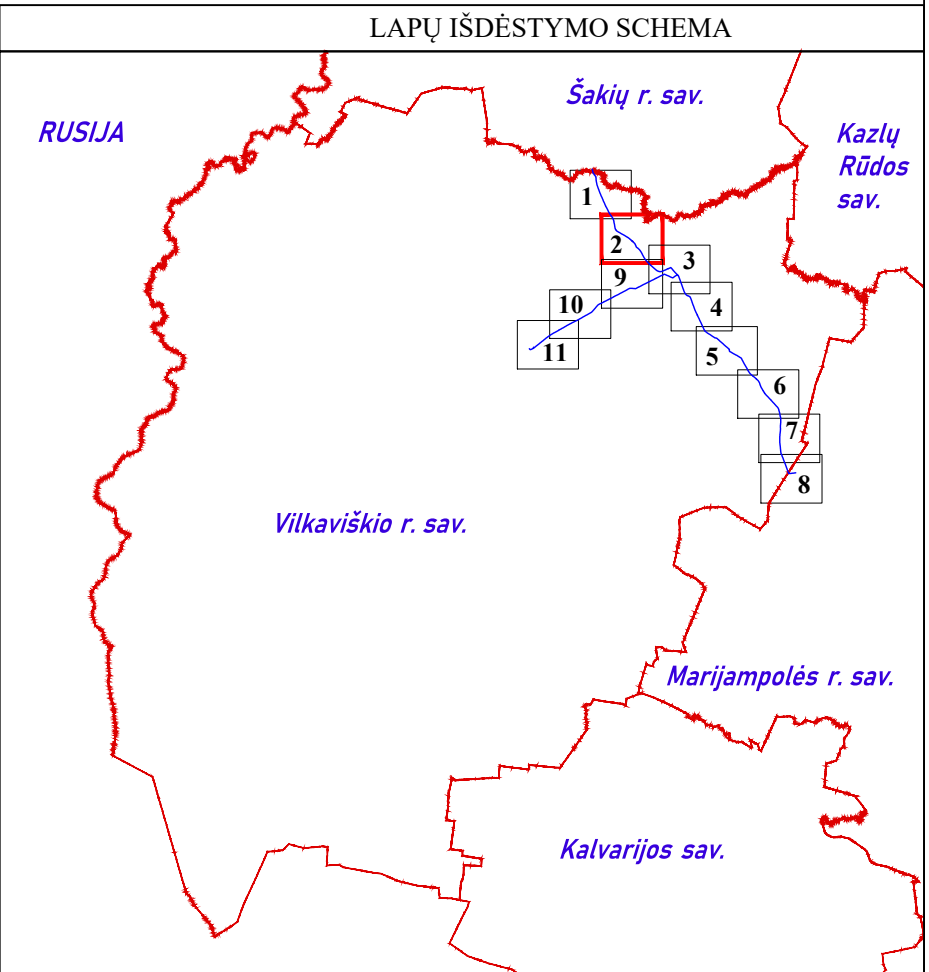 LAPŲ IŠDĖSTYMO SCHEMA
Šakių r. sav.
RUSIJA
Kazlų
Rūdos
sav.
1
2
3
9
10
4
11
5
6
7
8
Vilkaviškio r. sav.
Marijampolės r. sav.
Kalvarijos sav.